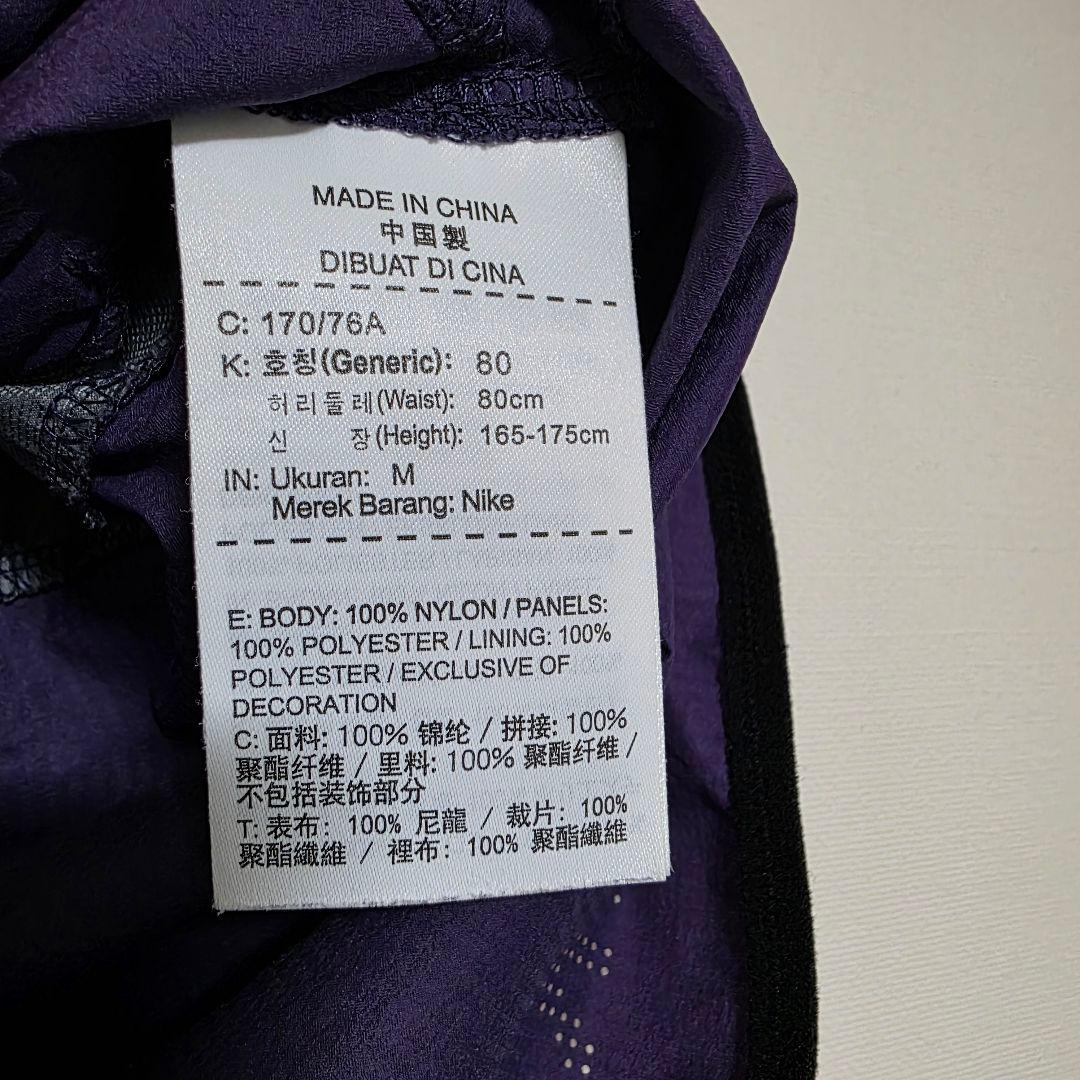 MADE IN CHINA
中国製
DIBUAT DI CINA
C: 170/76A
K: 호칭(Generic): 80
허리둘레(Waist): 80cm
신 장(Height): 165-175cm
IN: Ukuran: M
Merek Barang: Nike
E: BODY: 100% NYLON / PANELS:
100% POLYESTER / LINING: 100%
POLYESTER / EXCLUSIVE OF
DECORATION
C: 面料: 100% 锦纶 / 拼接: 100%
聚酯纤维 / 里料: 100% 聚酯纤维 /
不包括装饰部分
T: 表布: 100% 尼龍 / 裁片: 100%
聚酯纖維 / 裡布: 100% 聚酯纖維